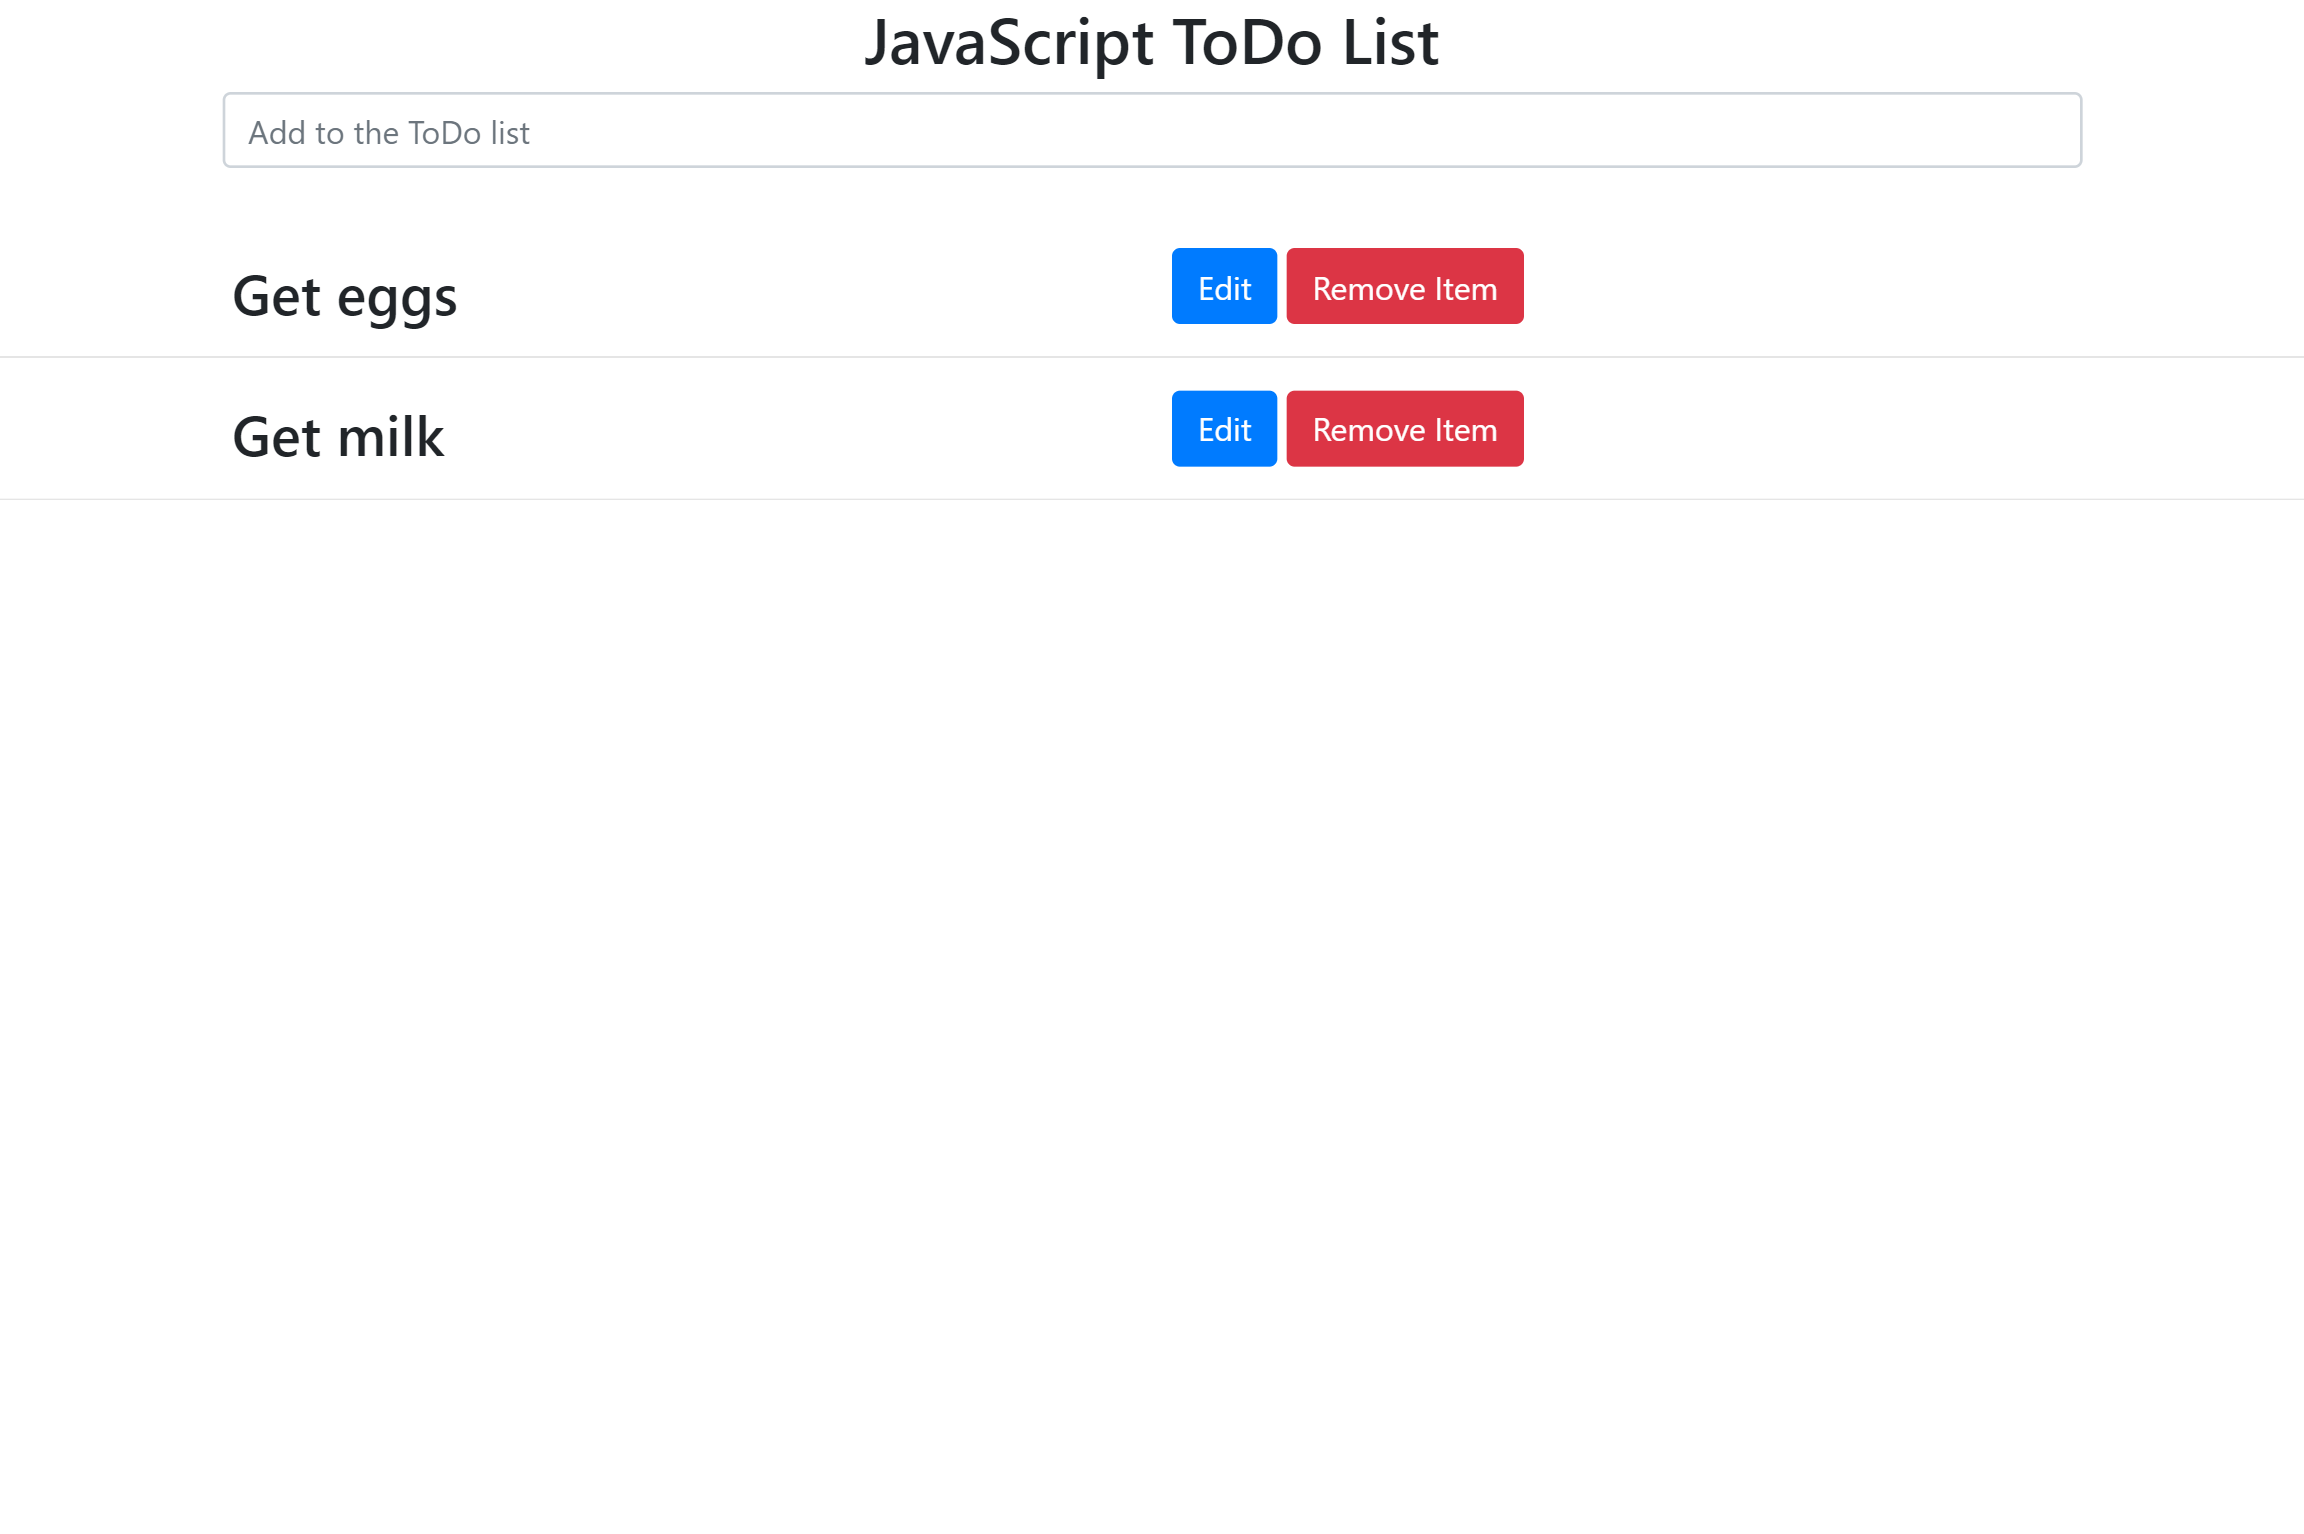 JavaScript ToDo List
Add to the ToDo list
Get eggs Edit Remove Item
Get milk Edit Remove Item